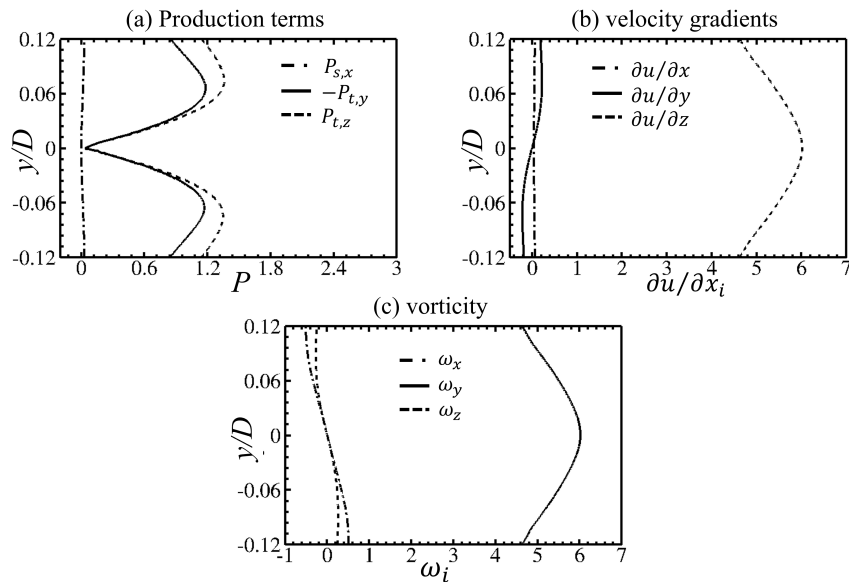 (a) Production terms
0.12
0.06
0
-0.06
-0.12
y/D
P_{s,x}
−P_{t,y}
P_{t,z}
0 0.6 1.2 1.8 2.4 3
P
(b) velocity gradients
0.12
0.06
0
-0.06
-0.12
y/D
∂u/∂x
∂u/∂y
∂u/∂z
0 1 2 3 4 5 6 7
∂u/∂x_i
(c) vorticity
0.12
0.06
0
-0.06
-0.12
y/D
ω_x
ω_y
ω_z
-1 0 1 2 3 4 5 6 7
ω_i